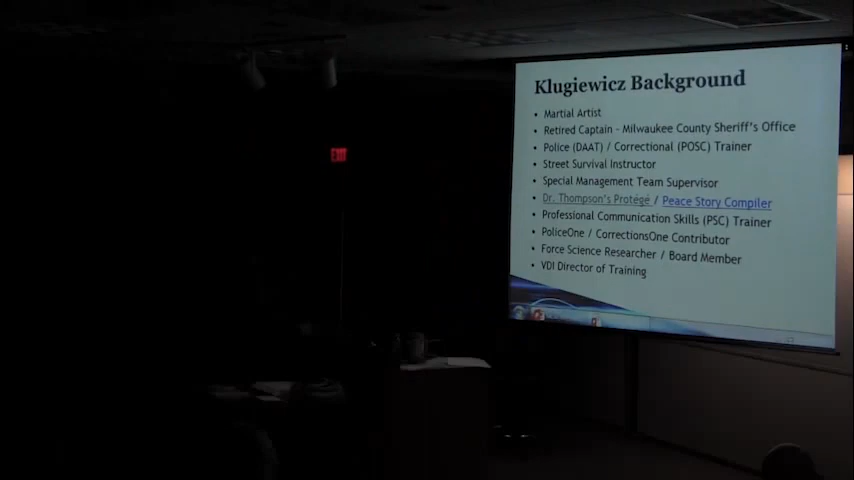 Klugiewicz Background
• Martial Artist
• Retired Captain - Milwaukee County Sheriff's Office
• Police (DAAT) / Correctional (POSC) Trainer
• Street Survival Instructor
• Special Management Team Supervisor
• Dr. Thompson's Protégé / Peace Story Compiler
• Professional Communication Skills (PSC) Trainer
• PoliceOne / CorrectionsOne Contributor
• Force Science Researcher / Board Member
• VDI Director of Training
EXIT